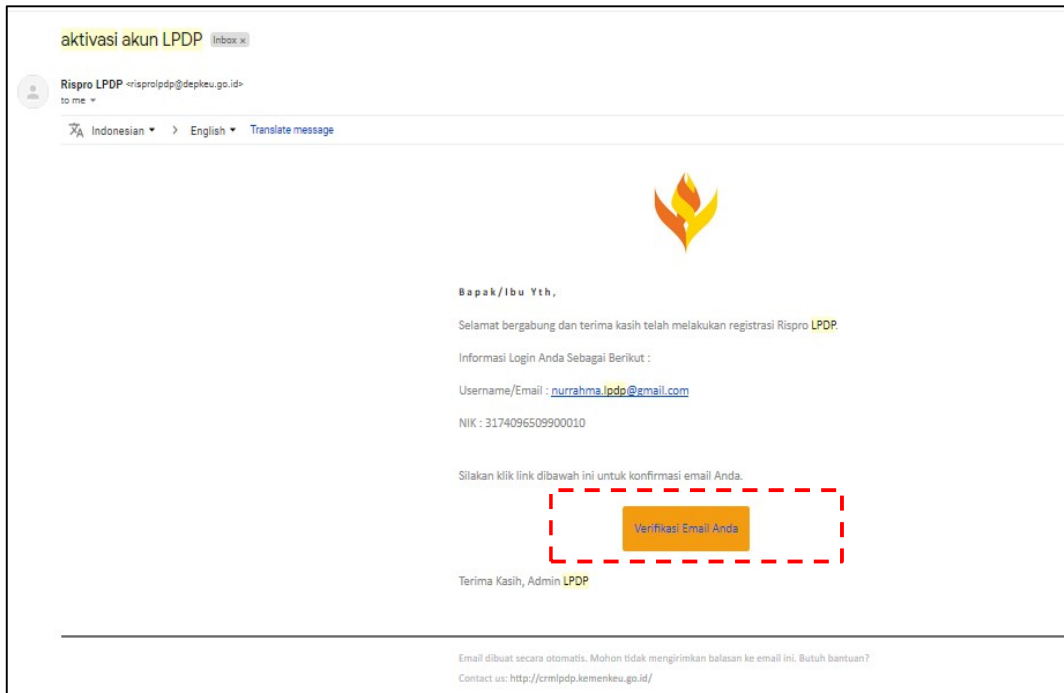 aktivasi akun LPDP Inbox x
Rispro LPDP <risprolpdp@depkeu.go.id>
to me
Indonesian > English Translate message
Bapak/Ibu Yth,
Selamat bergabung dan terima kasih telah melakukan registrasi Rispro LPDP.
Informasi Login Anda Sebagai Berikut :
Username/Email : nurrahma.lpdp@gmail.com
NIK : 3174096509900010
Silakan klik link dibawah ini untuk konfirmasi email Anda.
Verifikasi Email Anda
Terima Kasih, Admin LPDP
Email dibuat secara otomatis. Mohon tidak mengirimkan balasan ke email ini. Butuh bantuan?
Contact us: http://crmlpdp.kemenkeu.go.id/